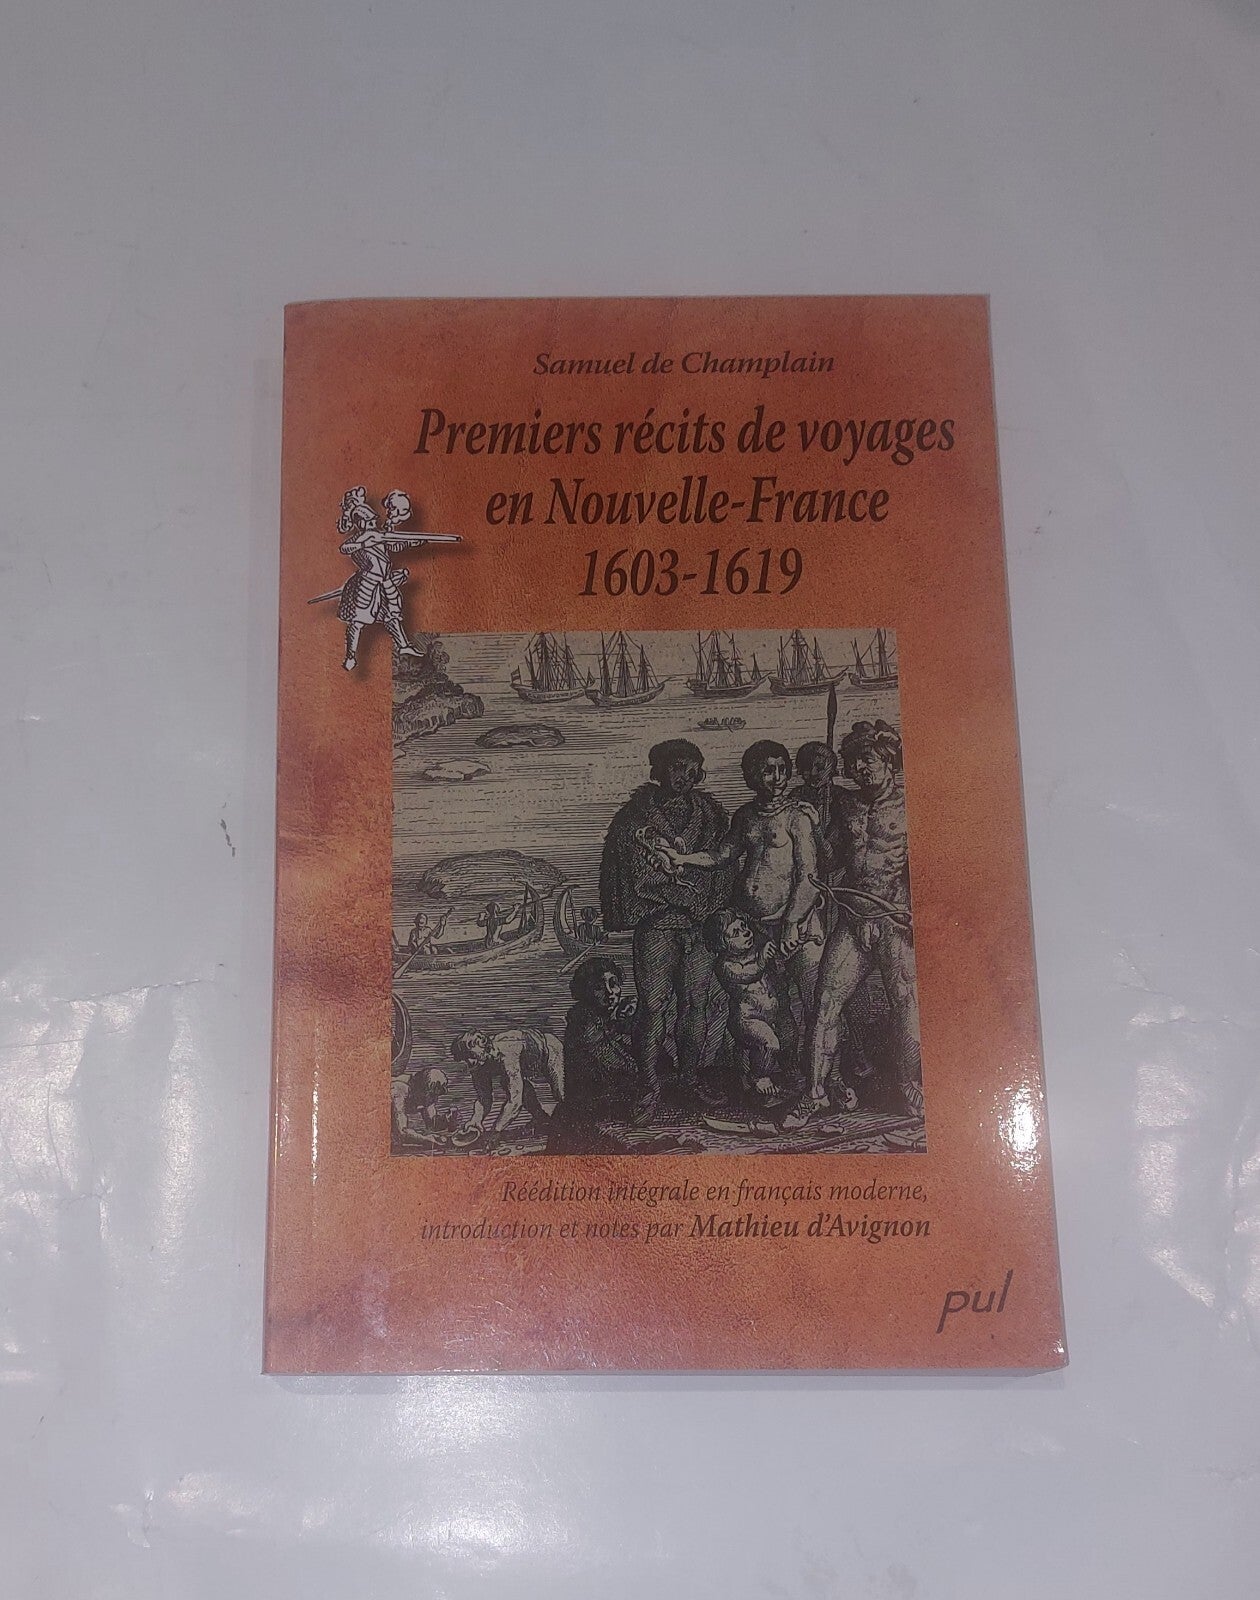 Samuel de Champlain
Premiers récits de voyages
en Nouvelle-France
1603-1619
Réédition intégrale en français moderne,
introduction et notes par Mathieu d'Avignon
pul